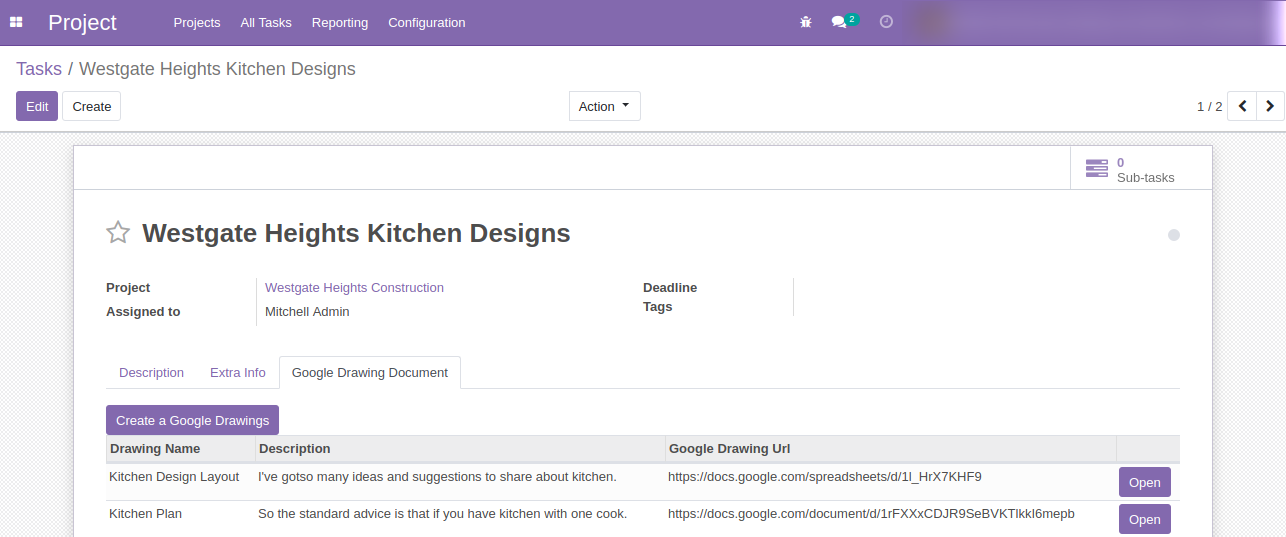 Project Projects All Tasks Reporting Configuration 2
Tasks / Westgate Heights Kitchen Designs
Edit Create Action 1 / 2
0
Sub-tasks
Westgate Heights Kitchen Designs
Project Westgate Heights Construction Deadline
Tags
Assigned to Mitchell Admin
Description Extra Info Google Drawing Document
Create a Google Drawings
Drawing Name Description Google Drawing Url
Kitchen Design Layout I've gotso many ideas and suggestions to share about kitchen. https://docs.google.com/spreadsheets/d/1l_HrX7KHF9 Open
Kitchen Plan So the standard advice is that if you have kitchen with one cook. https://docs.google.com/document/d/1rFXXxCDJR9SeBVKTlkkI6mepb Open